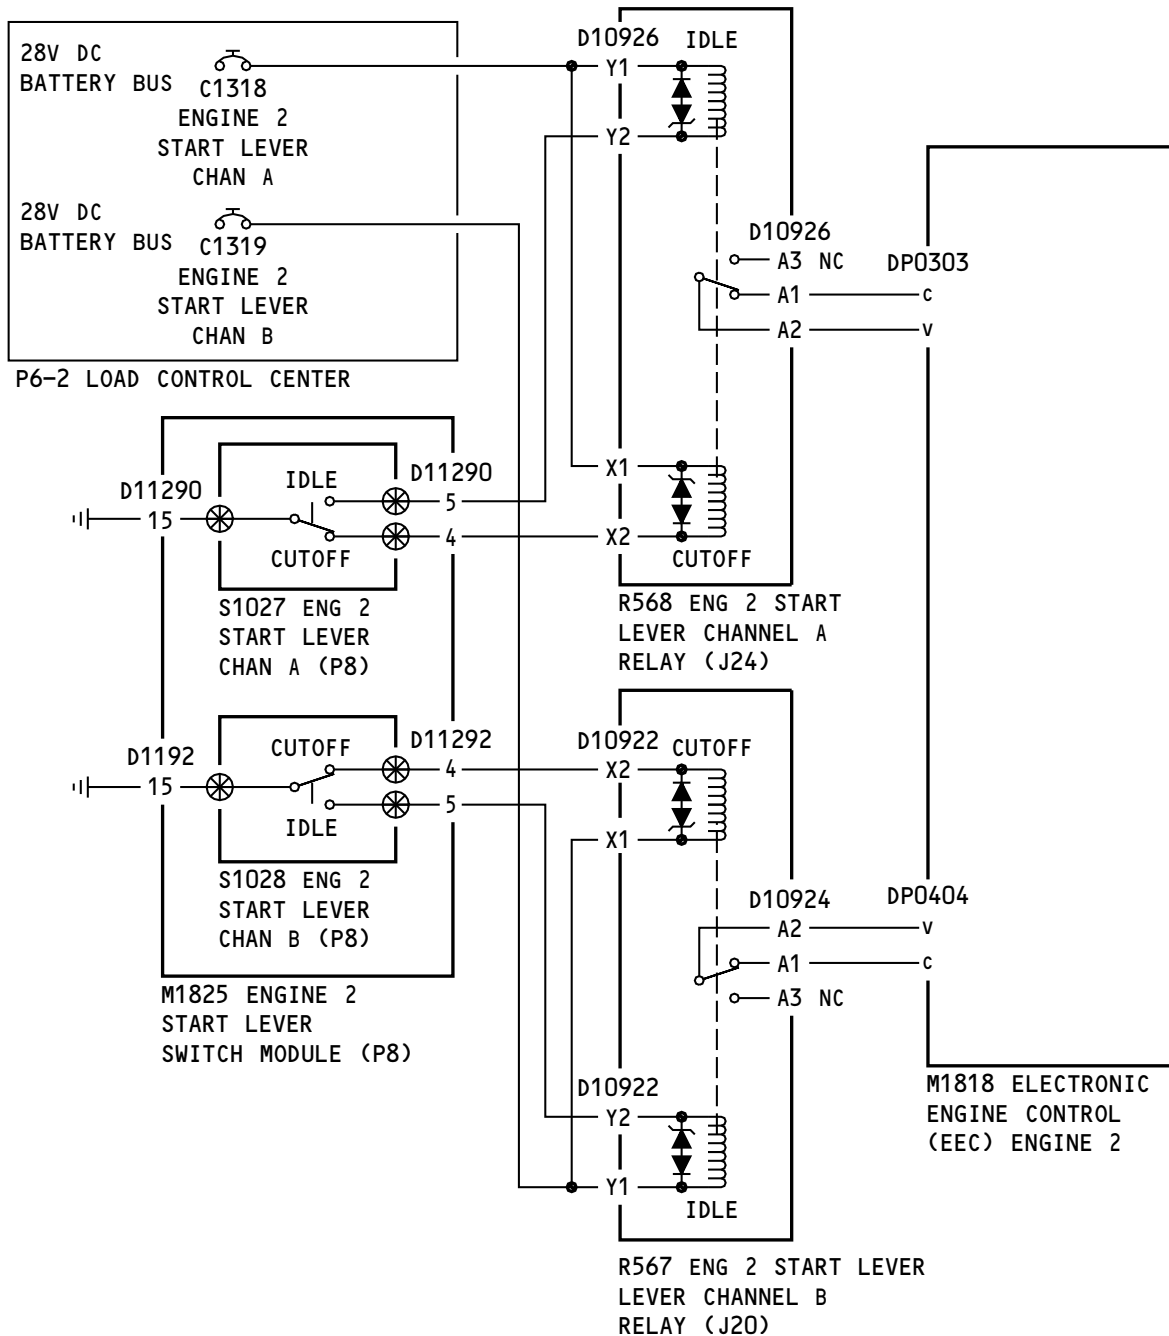 28V DC
BATTERY BUS
C1318
ENGINE 2
START LEVER
CHAN A
28V DC
BATTERY BUS
C1319
ENGINE 2
START LEVER
CHAN B
P6-2 LOAD CONTROL CENTER
D10926
IDLE
Y1
Y2
D10926
A3 NC
A1
A2
DP0303
C
V
X1
X2
CUTOFF
R568 ENG 2 START
LEVER CHANNEL A
RELAY (J24)
D11290
15
IDLE
CUTOFF
D11290
5
4
S1027 ENG 2
START LEVER
CHAN A (P8)
D1192
15
CUTOFF
IDLE
D11292
4
5
S1028 ENG 2
START LEVER
CHAN B (P8)
M1825 ENGINE 2
START LEVER
SWITCH MODULE (P8)
D10922
CUTOFF
X2
X1
D10924
A2
A1
A3 NC
DP0404
V
C
D10922
Y2
Y1
IDLE
R567 ENG 2 START LEVER
LEVER CHANNEL B
RELAY (J20)
M1818 ELECTRONIC
ENGINE CONTROL
(EEC) ENGINE 2